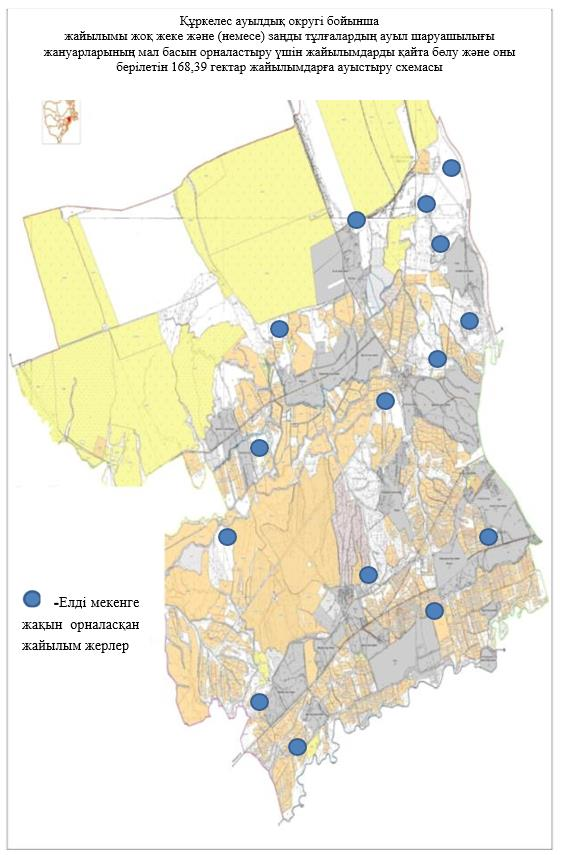 Құркелес ауылдық округі бойынша
жайылымы жоқ жеке және (немесе) заңды тұлғалардың ауыл шаруашылығы
жануарларының мал басын орналастыру үшін жайылымдарды қайта бөлу және оны
берілетін 168,39 гектар жайылымдарға ауыстыру схемасы
-Елді мекенге
жақын орналасқан
жайылым жерлер